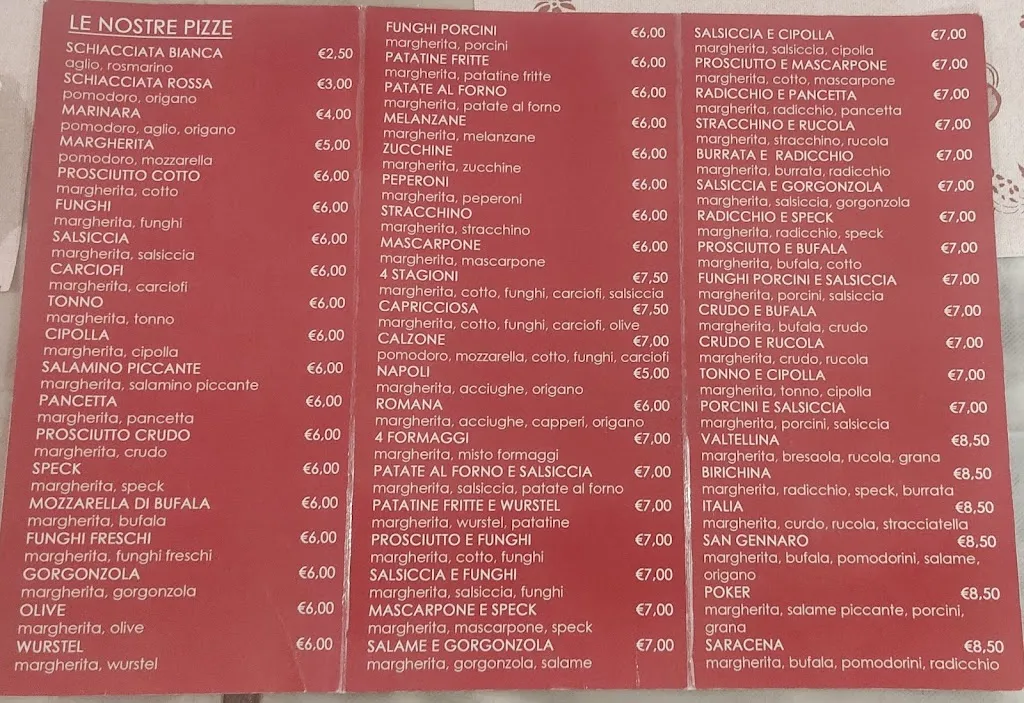 LE NOSTRE PIZZE
SCHIACCIATA BIANCA €2,50
aglio, rosmarino
SCHIACCIATA ROSSA €3,00
pomodoro, origano
MARINARA €4,00
pomodoro, aglio, origano
MARGHERITA €5,00
pomodoro, mozzarella
PROSCIUTTO COTTO €6,00
margherita, cotto
FUNGHI €6,00
margherita, funghi
SALSICCIA €6,00
margherita, salsiccia
CARCIOFI €6,00
margherita, carciofi
TONNO €6,00
margherita, tonno
CIPOLLA €6,00
margherita, cipolla
SALAMINO PICCANTE €6,00
margherita, salamino piccante
PANCETTA €6,00
margherita, pancetta
PROSCIUTTO CRUDO €6,00
margherita, crudo
SPECK €6,00
margherita, speck
MOZZARELLA DI BUFALA €6,00
margherita, bufala
FUNGHI FRESCHI €6,00
margherita, funghi freschi
GORGONZOLA €6,00
margherita, gorgonzola
OLIVE €6,00
margherita, olive
WURSTEL €6,00
margherita, wurstel
FUNGHI PORCINI €6,00
margherita, porcini
PATATINE FRITTE €6,00
margherita, patatine fritte
PATATE AL FORNO €6,00
margherita, patate al forno
MELANZANE €6,00
margherita, melanzane
ZUCCHINE €6,00
margherita, zucchine
PEPERONI €6,00
margherita, peperoni
STRACCHINO €6,00
margherita, stracchino
MASCARPONE €6,00
margherita, mascarpone
4 STAGIONI €7,50
margherita, cotto, funghi, carciofi, salsiccia
CAPRICCIOSA €7,50
margherita, cotto, funghi, carciofi, olive
CALZONE €7,00
pomodoro, mozzarella, cotto, funghi, carciofi
NAPOLI €5,00
margherita, acciughe, origano
ROMANA €6,00
margherita, acciughe, capperi, origano
4 FORMAGGI €7,00
margherita, misto formaggi
PATATE AL FORNO E SALSICCIA €7,00
margherita, salsiccia, patate al forno
PATATINE FRITTE E WURSTEL €7,00
margherita, wurstel, patatine
PROSCIUTTO E FUNGHI €7,00
margherita, cotto, funghi
SALSICCIA E FUNGHI €7,00
margherita, salsiccia, funghi
MASCARPONE E SPECK €7,00
margherita, mascarpone, speck
SALAME E GORGONZOLA €7,00
margherita, gorgonzola, salame
SALSICCIA E CIPOLLA €7,00
margherita, salsiccia, cipolla
PROSCIUTTO E MASCARPONE €7,00
margherita, cotto, mascarpone
RADICCHIO E PANCETTA €7,00
margherita, radicchio, pancetta
STRACCHINO E RUCOLA €7,00
margherita, stracchino, rucola
BURRATA E RADICCHIO €7,00
margherita, burrata, radicchio
SALSICCIA E GORGONZOLA €7,00
margherita, salsiccia, gorgonzola
RADICCHIO E SPECK €7,00
margherita, radicchio, speck
PROSCIUTTO E BUFALA €7,00
margherita, bufala, cotto
FUNGHI PORCINI E SALSICCIA €7,00
margherita, porcini, salsiccia
CRUDO E BUFALA €7,00
margherita, bufala, crudo
CRUDO E RUCOLA €7,00
margherita, crudo, rucola
TONNO E CIPOLLA €7,00
margherita, tonno, cipolla
PORCINI E SALSICCIA €7,00
margherita, porcini, salsiccia
VALTELLINA €8,50
margherita, bresaola, rucola, grana
BIRICHINA €8,50
margherita, radicchio, speck, burrata
ITALIA €8,50
margherita, curdo, rucola, stracciatella
SAN GENNARO €8,50
margherita, bufala, pomodorini, salame,
origano
POKER €8,50
margherita, salame piccante, porcini,
grana
SARACENA €8,50
margherita, bufala, pomodorini, radicchio